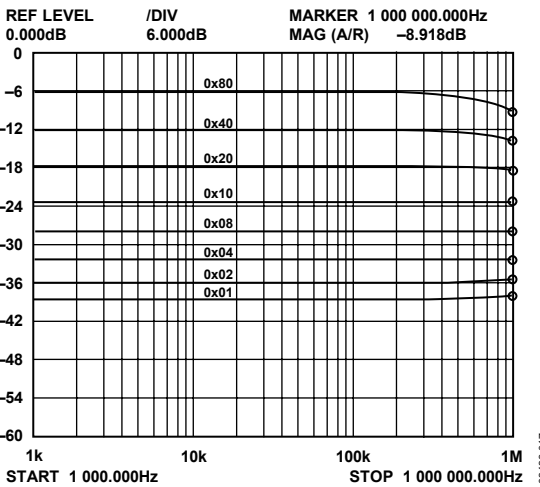 REF LEVEL /DIV MARKER 1 000 000.000Hz
0.000dB 6.000dB MAG (A/R) –8.918dB
0
–6
–12
–18
–24
–30
–36
–42
–48
–54
–60
0x80
0x40
0x20
0x10
0x08
0x04
0x02
0x01
1k 10k 100k 1M
START 1 000.000Hz STOP 1 000 000.000Hz